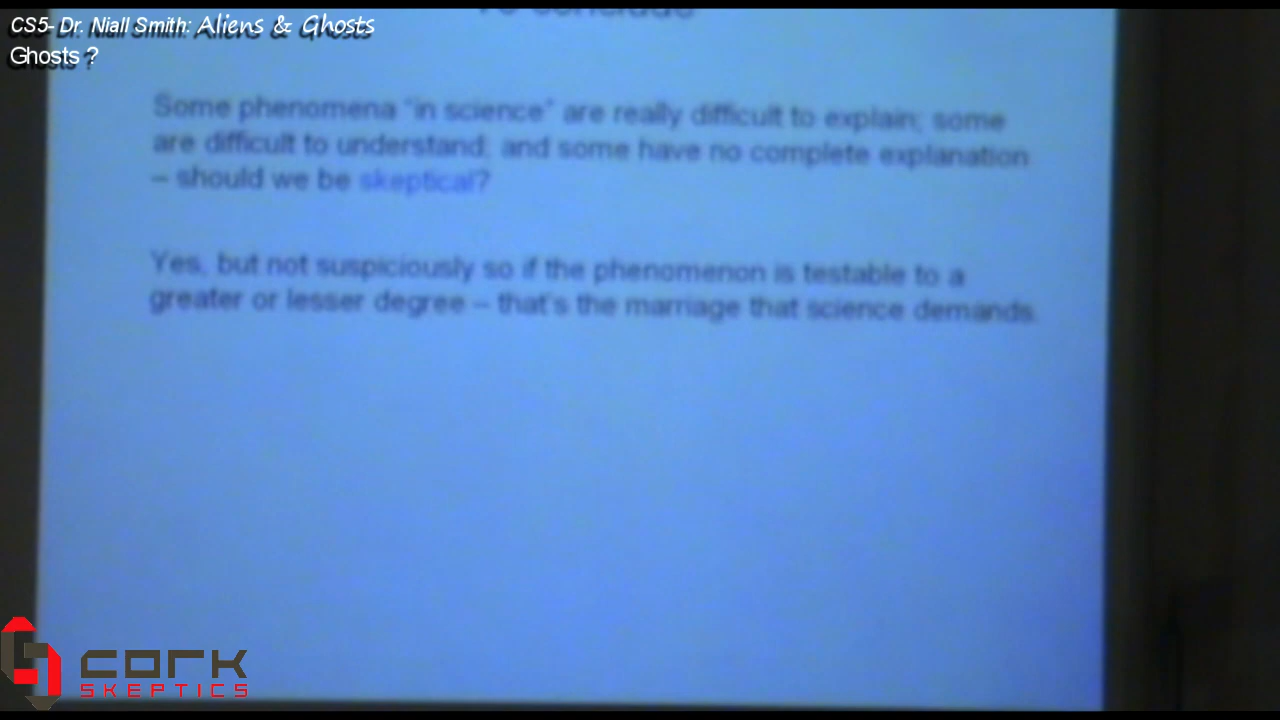 CS5- Dr. Niall Smith: Aliens & Ghosts
Ghosts ?
To conclude
Some phenomena "in science" are really difficult to explain; some
are difficult to understand; and some have no complete explanation
– should we be skeptical?
Yes, but not suspiciously so if the phenomenon is testable to a
greater or lesser degree – that's the marriage that science demands.
cork
SKEPTICS